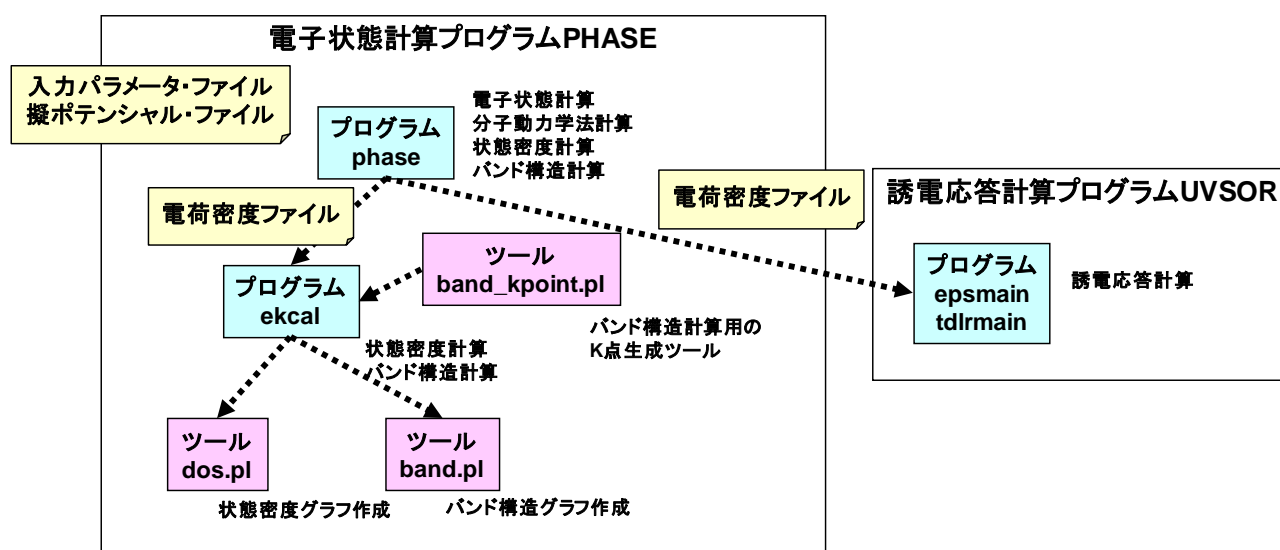 電子状態計算プログラムPHASE
入力パラメータ・ファイル
擬ポテンシャル・ファイル
プログラム
phase
電子状態計算
分子動力学法計算
状態密度計算
バンド構造計算
電荷密度ファイル
電荷密度ファイル
誘電応答計算プログラムUVSOR
プログラム
ekcal
ツール
band_kpoint.pl
プログラム
epsmain
tdlrmain
誘電応答計算
バンド構造計算用の
K点生成ツール
状態密度計算
バンド構造計算
ツール
dos.pl
ツール
band.pl
状態密度グラフ作成
バンド構造グラフ作成